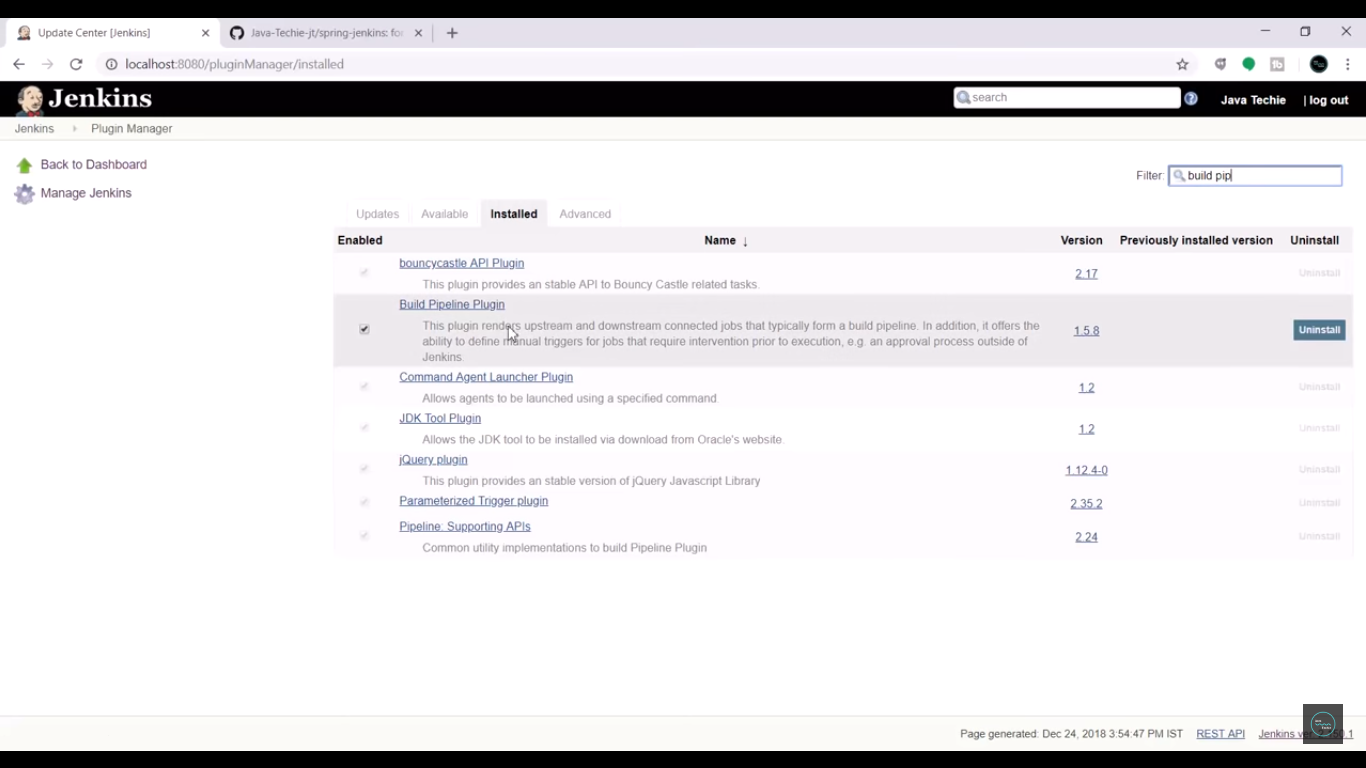 Update Center [Jenkins]
Java-Techie-jt/spring-jenkins: for
localhost:8080/pluginManager/installed
Jenkins
search
Java Techie
| log out
Jenkins
Plugin Manager
Back to Dashboard
Manage Jenkins
Filter: build pip
Updates Available Installed Advanced
Enabled Name ↓ Version Previously installed version Uninstall
bouncycastle API Plugin
This plugin provides an stable API to Bouncy Castle related tasks.
2.17
Uninstall
Build Pipeline Plugin
This plugin renders upstream and downstream connected jobs that typically form a build pipeline. In addition, it offers the
ability to define manual triggers for jobs that require intervention prior to execution, e.g. an approval process outside of
Jenkins.
1.5.8
Uninstall
Command Agent Launcher Plugin
Allows agents to be launched using a specified command
1.2
Uninstall
JDK Tool Plugin
Allows the JDK tool to be installed via download from Oracle's website.
1.2
Uninstall
jQuery plugin
This plugin provides an stable version of jQuery Javascript Library
1.12.4-0
Uninstall
Parameterized Trigger plugin
2.35.2
Uninstall
Pipeline: Supporting APIs
Common utility implementations to build Pipeline Plugin
2.24
Uninstall
Page generated: Dec 24, 2018 3:54:47 PM IST
REST API
Jenkins